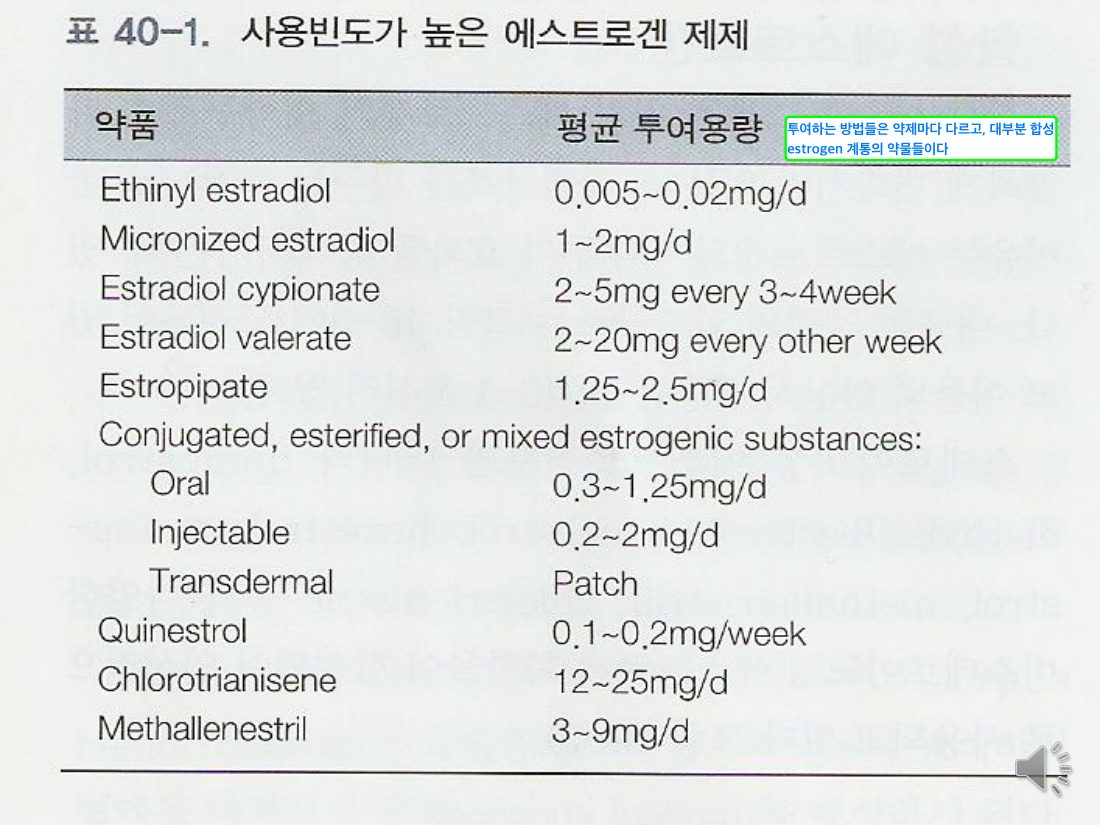 표 40-1. 사용빈도가 높은 에스트로겐 제제
약품 평균 투여용량
투여하는 방법들은 약제마다 다르고, 대부분 합성
estrogen 계통의 약물들이다
Ethinyl estradiol 0.005~0.02mg/d
Micronized estradiol 1~2mg/d
Estradiol cypionate 2~5mg every 3~4week
Estradiol valerate 2~20mg every other week
Estropipate 1.25~2.5mg/d
Conjugated, esterified, or mixed estrogenic substances:
Oral 0.3~1.25mg/d
Injectable 0.2~2mg/d
Transdermal Patch
Quinestrol 0.1~0.2mg/week
Chlorotrianisene 12~25mg/d
Methallenestril 3~9mg/d